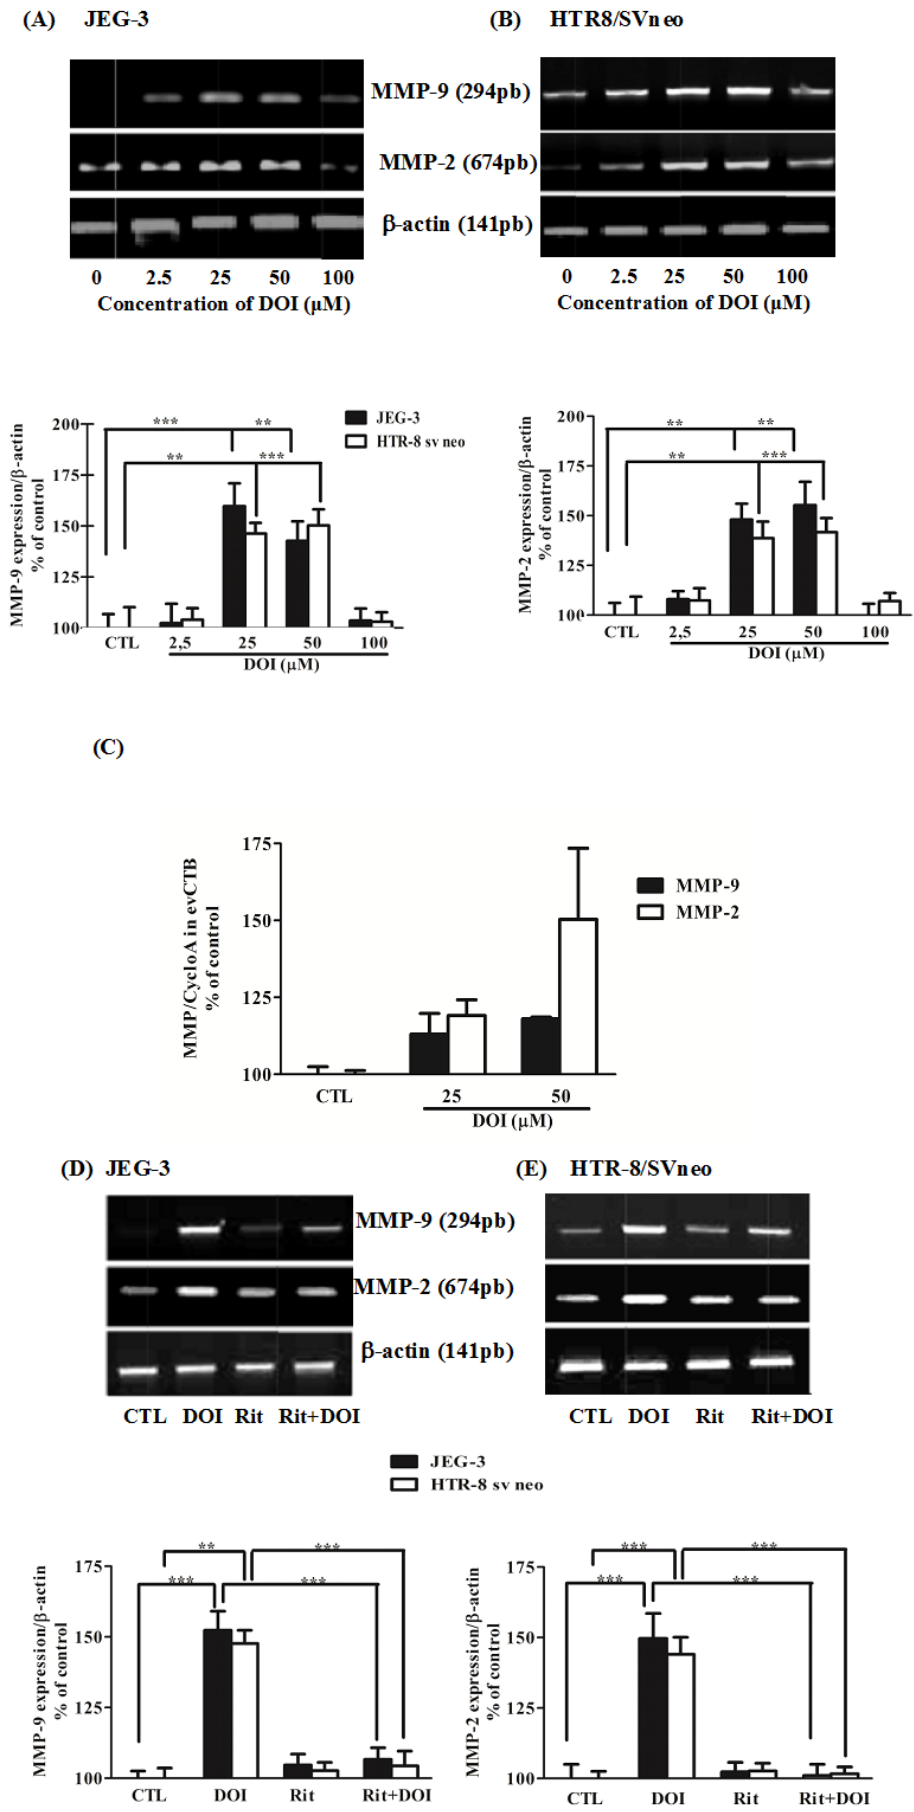 (A) JEG-3
(B) HTR8/SVneo
MMP-9 (294pb)
MMP-2 (674pb)
β-actin (141pb)
0 2.5 25 50 100
Concentration of DOI (μM)
0 2.5 25 50 100
Concentration of DOI (μM)
MMP-9 expression/β-actin
% of control
200
175
150
125
100
*** **
** ***
JEG-3
HTR-8 sv neo
CTL 2,5 25 50 100
DOI (μM)
MMP-2 expression/β-actin
% of control
200
175
150
125
100
** **
** ***
CTL 2,5 25 50 100
DOI (μM)
(C)
MMP/CycloA in evCTB
% of control
175
150
125
100
MMP-9
MMP-2
CTL 25 50
DOI (μM)
(D) JEG-3
(E) HTR-8/SVneo
MMP-9 (294pb)
MMP-2 (674pb)
β-actin (141pb)
CTL DOI Rit Rit+DOI
CTL DOI Rit Rit+DOI
JEG-3
HTR-8 sv neo
MMP-9 expression/β-actin
% of control
175
150
125
100
** ***
*** ***
CTL DOI Rit Rit+DOI
MMP-2 expression/β-actin
% of control
175
150
125
100
*** ***
*** ***
CTL DOI Rit Rit+DOI